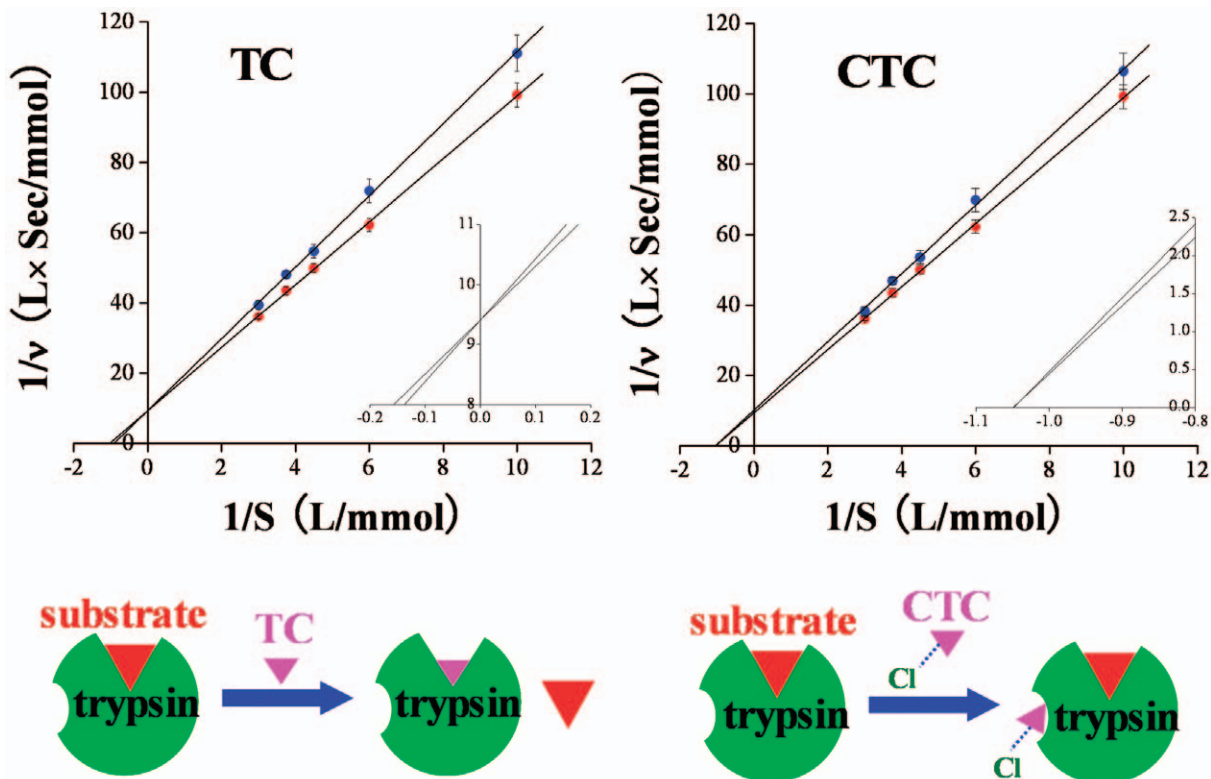 TC
1/ν (L× Sec/mmol)
120
100
80
60
40
20
0
-2 0 2 4 6 8 10 12
1/S (L/mmol)
11
10
9
8
-0.2 -0.1 0.0 0.1 0.2
CTC
1/ν (L× Sec/mmol)
120
100
80
60
40
20
0
-2 0 2 4 6 8 10 12
1/S (L/mmol)
2.5
2.0
1.5
1.0
0.5
0.0
-1.1 -1.0 -0.9 -0.8
substrate
TC
trypsin
trypsin
substrate
CTC
Cl
trypsin
trypsin
Cl